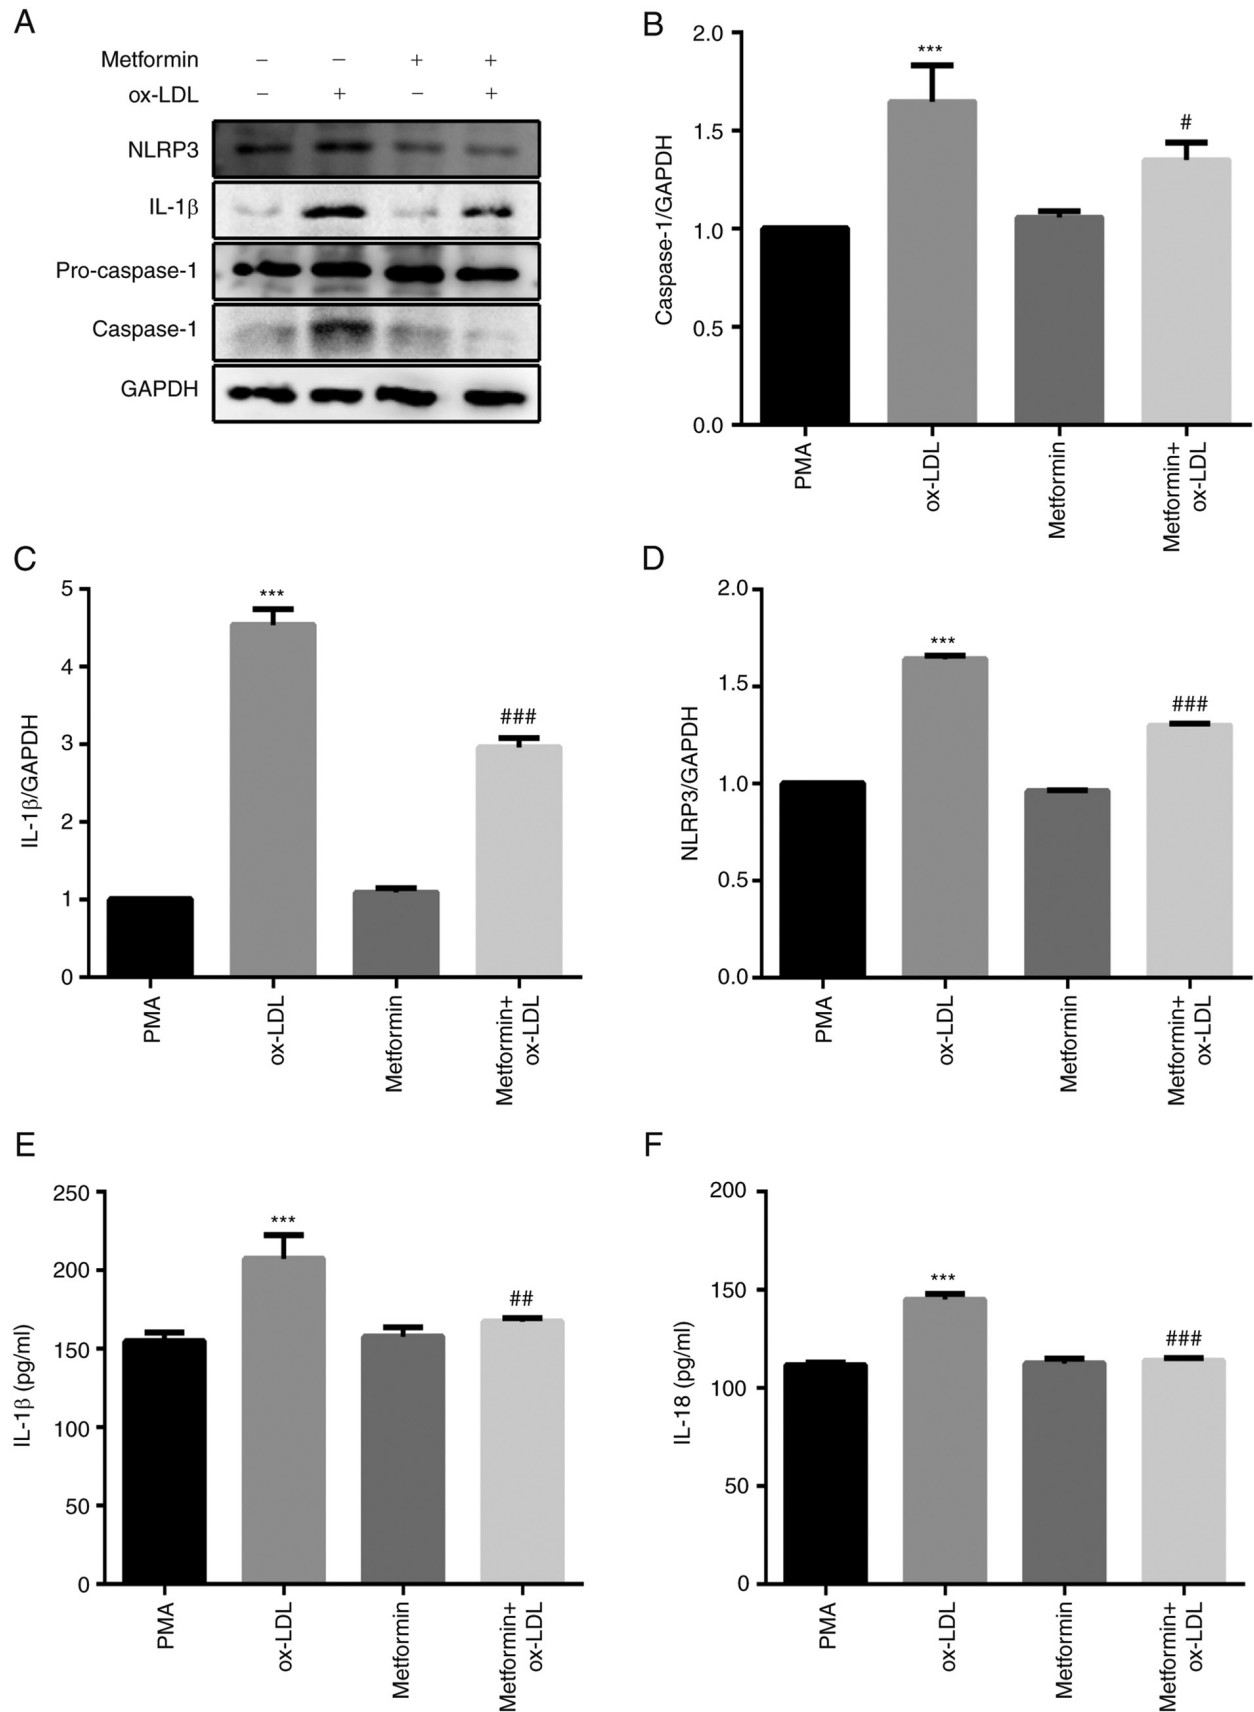 A
Metformin − − + +
ox-LDL − + − +
NLRP3
IL-1β
Pro-caspase-1
Caspase-1
GAPDH
B
Caspase-1/GAPDH
2.0
1.5
1.0
0.5
0.0
***
#
PMA
ox-LDL
Metformin
Metformin+
ox-LDL
C
IL-1β/GAPDH
5
4
3
2
1
0
***
###
PMA
ox-LDL
Metformin
Metformin+
ox-LDL
D
NLRP3/GAPDH
2.0
1.5
1.0
0.5
0.0
***
###
PMA
ox-LDL
Metformin
Metformin+
ox-LDL
E
IL-1β (pg/ml)
250
200
150
100
50
0
***
##
PMA
ox-LDL
Metformin
Metformin+
ox-LDL
F
IL-18 (pg/ml)
200
150
100
50
0
***
###
PMA
ox-LDL
Metformin
Metformin+
ox-LDL